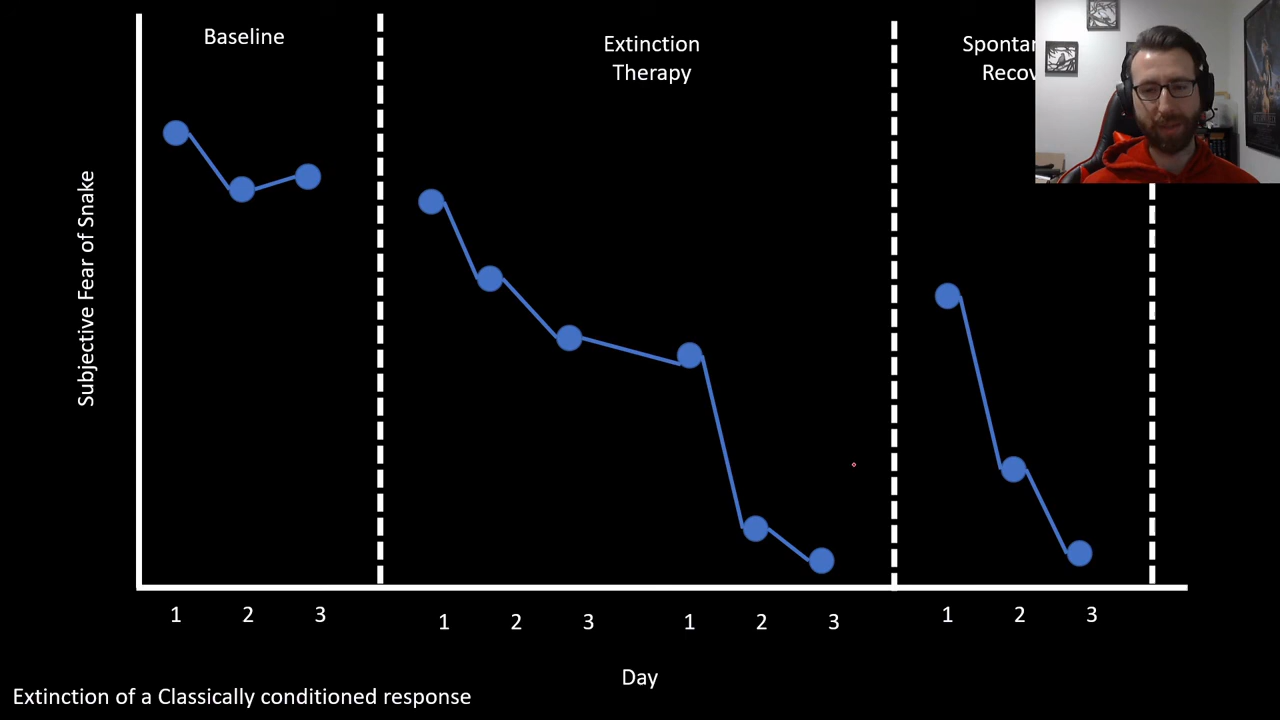 Baseline
Extinction
Therapy
Subjective Fear of Snake
1 2 3
1 2 3 1 2 3
1 2 3
Day
Extinction of a Classically conditioned response